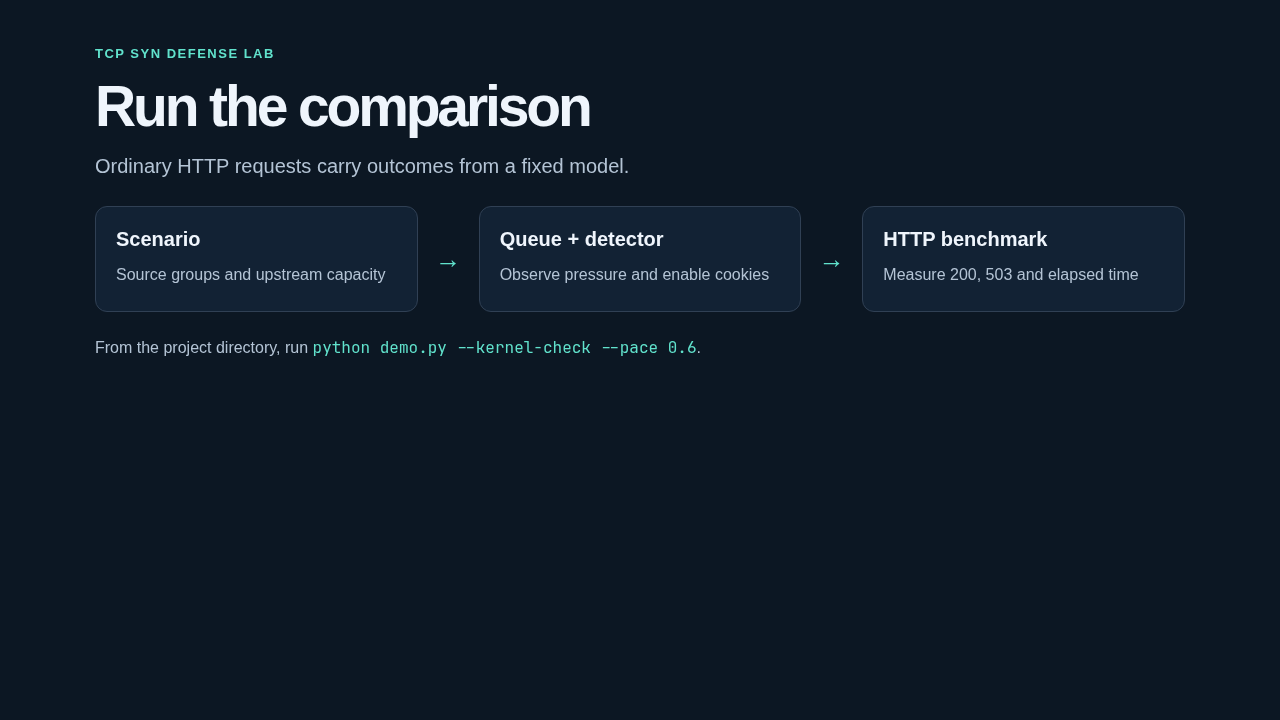 TCP SYN DEFENSE LAB
Run the comparison
Ordinary HTTP requests carry outcomes from a fixed model.
Scenario
Source groups and upstream capacity
→
Queue + detector
Observe pressure and enable cookies
→
HTTP benchmark
Measure 200, 503 and elapsed time
From the project directory, run python demo.py --kernel-check --pace 0.6.